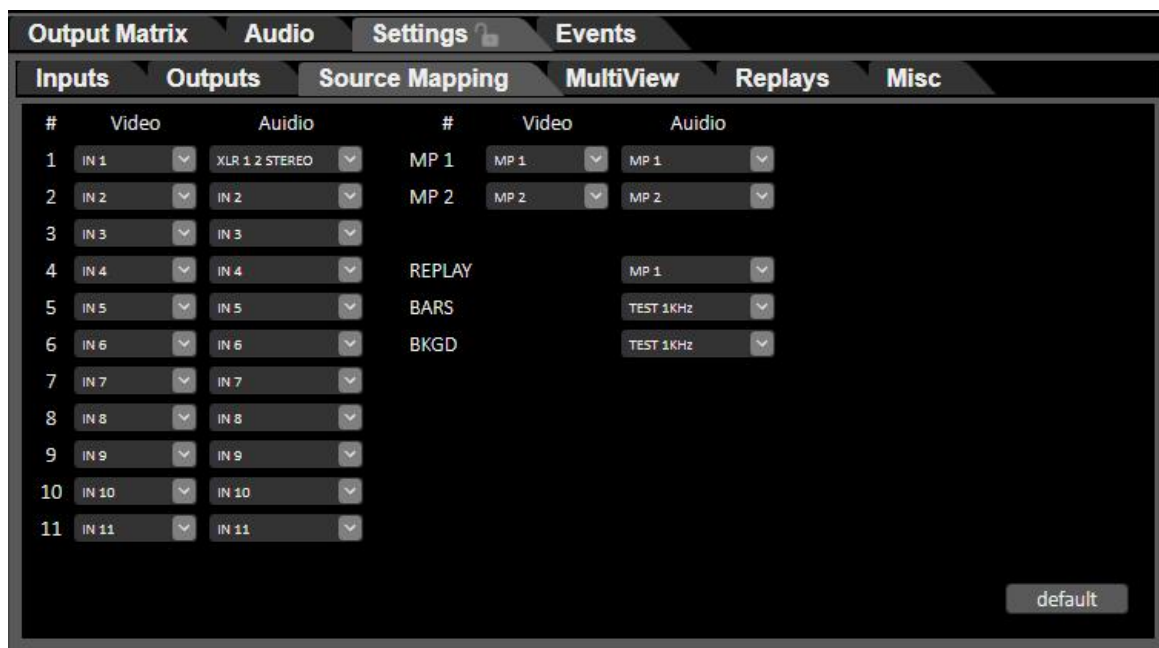 Output Matrix Audio Settings Events
Inputs Outputs Source Mapping MultiView Replays Misc
# Video Auidio # Video Auidio
1 IN 1 XLR 1 2 STEREO MP 1 MP 1 MP 1
2 IN 2 IN 2 MP 2 MP 2 MP 2
3 IN 3 IN 3
4 IN 4 IN 4 REPLAY MP 1
5 IN 5 IN 5 BARS TEST 1KHz
6 IN 6 IN 6 BKGD TEST 1KHz
7 IN 7 IN 7
8 IN 8 IN 8
9 IN 9 IN 9
10 IN 10 IN 10
11 IN 11 IN 11
default